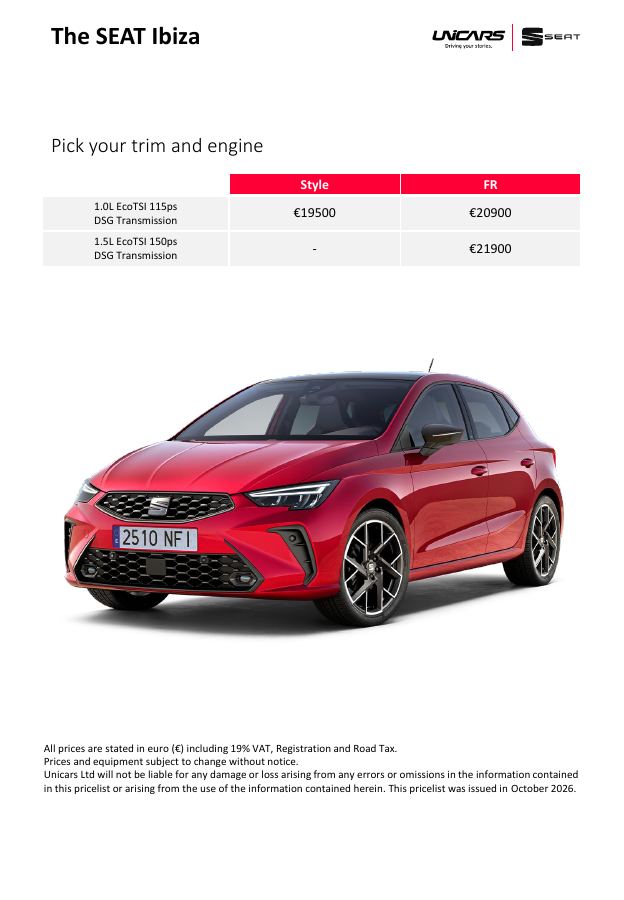 The SEAT Ibiza
UNICARS
Driving your stories.
SEAT
Pick your trim and engine
Style FR
1.0L EcoTSI 115ps
DSG Transmission
€19500 €20900
1.5L EcoTSI 150ps
DSG Transmission
- €21900
2510 NFI
All prices are stated in euro (€) including 19% VAT, Registration and Road Tax.
Prices and equipment subject to change without notice.
Unicars Ltd will not be liable for any damage or loss arising from any errors or omissions in the information contained
in this pricelist or arising from the use of the information contained herein. This pricelist was issued in October 2026.